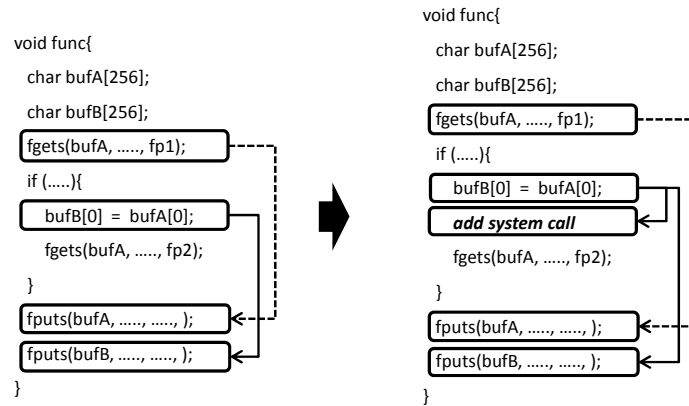 void func{
char bufA[256];
char bufB[256];
fgets(bufA, ....., fp1);
if (.....){
bufB[0] = bufA[0];
fgets(bufA, ....., fp2);
}
fputs(bufA, ....., ....., );
fputs(bufB, ....., ....., );
}
void func{
char bufA[256];
char bufB[256];
fgets(bufA, ....., fp1);
if (.....){
bufB[0] = bufA[0];
add system call
fgets(bufA, ....., fp2);
}
fputs(bufA, ....., ....., );
fputs(bufB, ....., ....., );
}